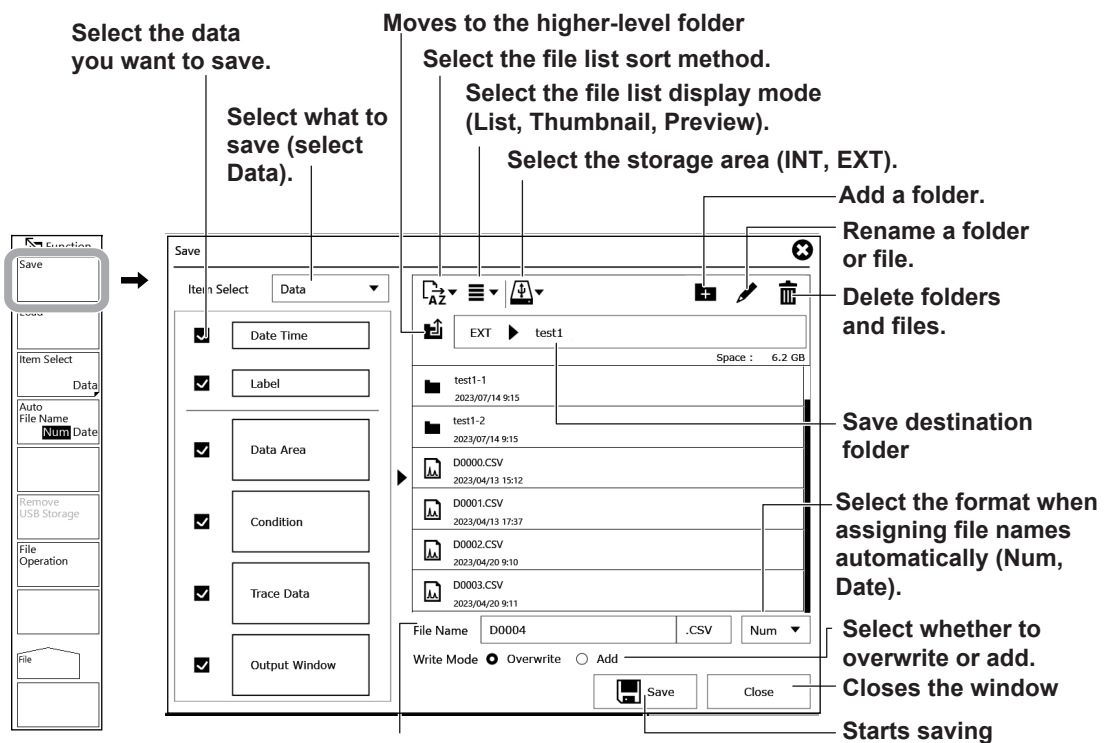 Select the data
you want to save.
Moves to the higher-level folder
Select the file list sort method.
Select the file list display mode
(List, Thumbnail, Preview).
Select what to
save (select
Data).
Select the storage area (INT, EXT).
Add a folder.
Rename a folder
or file.
Delete folders
and files.
Function
Save
Load
Item Select
Data
Auto
File Name
Num Date
Remove
USB Storage
File
Operation
File
Save
Item Select
Data
Date Time
Label
Data Area
Condition
Trace Data
Output Window
AZ
EXT
test1
Space : 6.2 GB
test1-1
2023/07/14 9:15
test1-2
2023/07/14 9:15
D0000.CSV
2023/04/13 15:12
D0001.CSV
2023/04/13 17:37
D0002.CSV
2023/04/20 9:10
D0003.CSV
2023/04/20 9:11
File Name D0004 .CSV Num
Write Mode Overwrite Add
Save Close
Save destination
folder
Select the format when
assigning file names
automatically (Num,
Date).
Select whether to
overwrite or add.
Closes the window
Starts saving